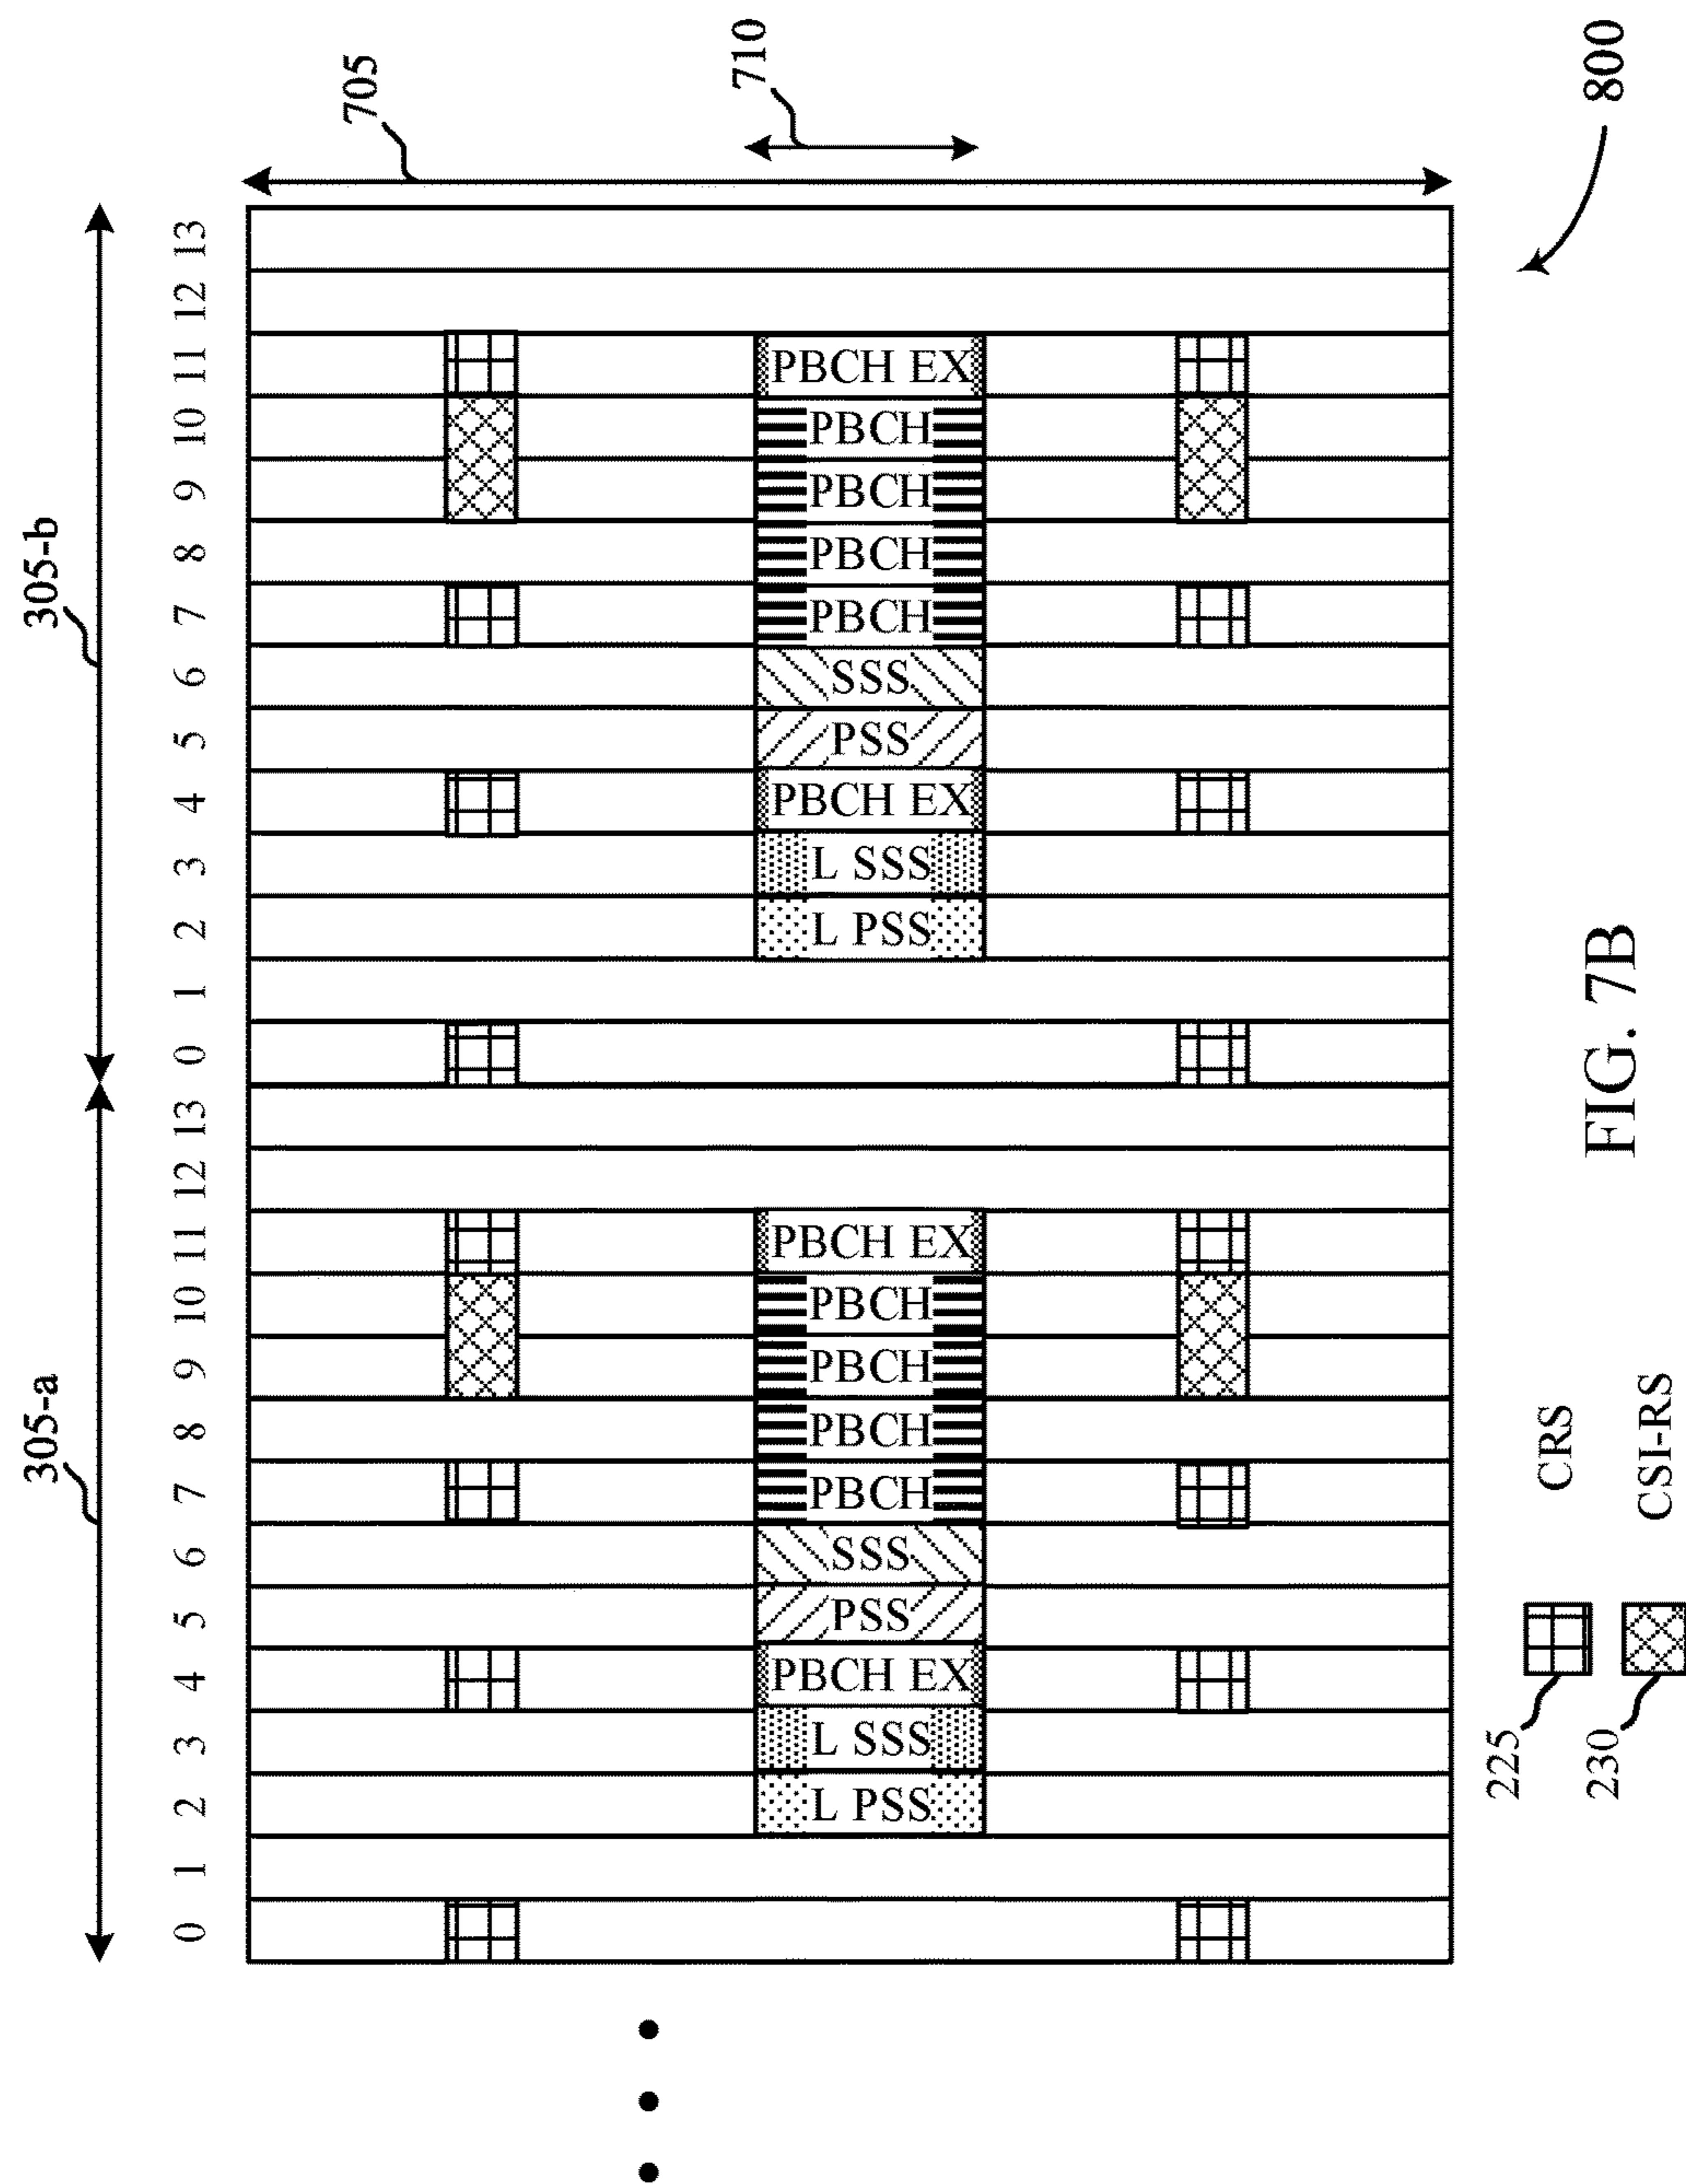 305-a
305-b
0 1 2 3 4 5 6 7 8 9 10 11 12 13 0 1 2 3 4 5 6 7 8 9 10 11 12 13
705
710
L PSS
L SSS
PBCH EX
PSS
SSS
PBCH
PBCH
PBCH
PBCH
PBCH EX
L PSS
L SSS
PBCH EX
PSS
SSS
PBCH
PBCH
PBCH
PBCH
PBCH EX
225 CRS
230 CSI-RS
800
FIG. 7B